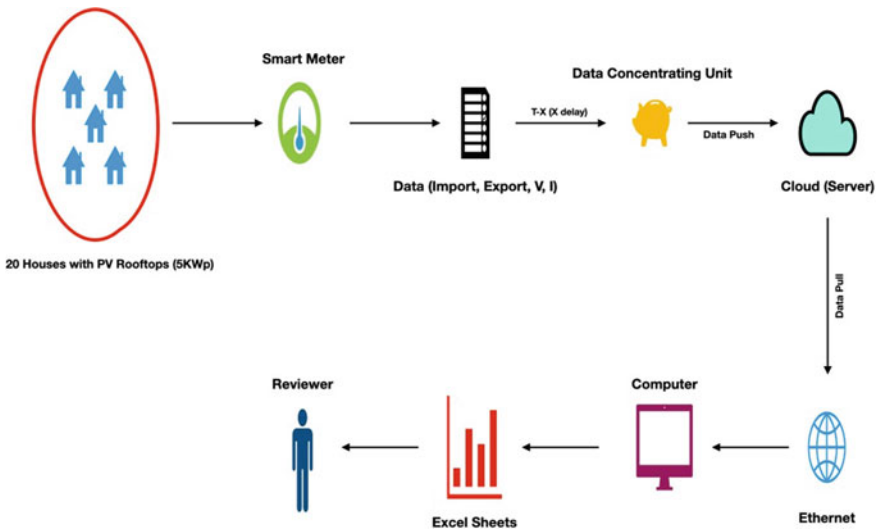 Smart Meter
Data Concentrating Unit
T-X (X delay)
Data Push
Data (Import, Export, V, I)
Cloud (Server)
20 Houses with PV Rooftops (5KWp)
Data Pull
Reviewer
Computer
Excel Sheets
Ethernet